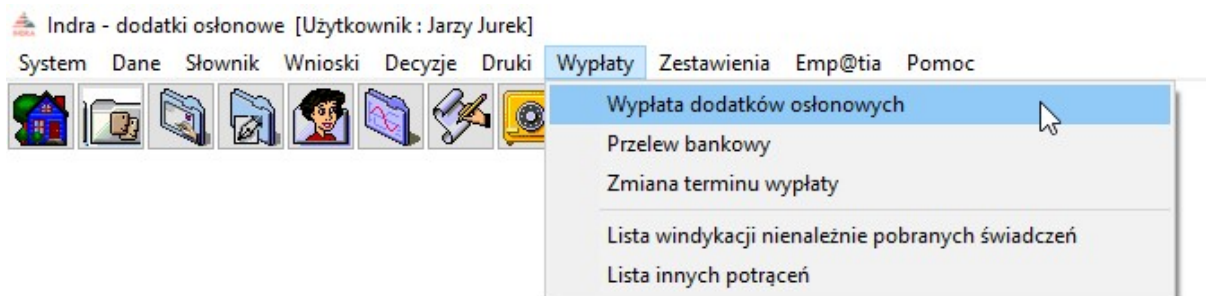 Indra - dodatki osłonowe [Użytkownik : Jarzy Jurek]
System Dane Słownik Wnioski Decyzje Druki Wypłaty Zestawienia Emp@tia Pomoc
Wypłata dodatków osłonowych
Przelew bankowy
Zmiana terminu wypłaty
Lista windykacji nienależnie pobranych świadczeń
Lista innych potrąceń